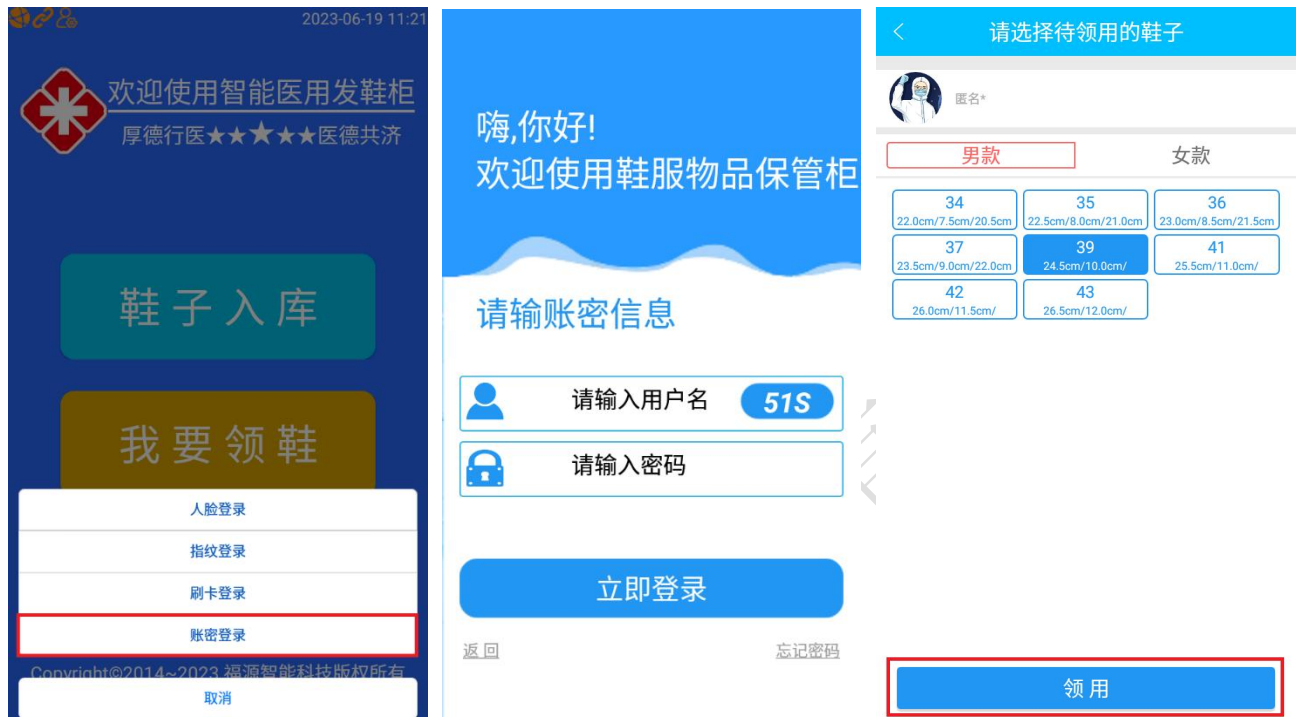 2023-06-19 11:21
欢迎使用智能医用发鞋柜
厚德行医★★★★★医德共济
鞋子入库
我要领鞋
人脸登录
指纹登录
刷卡登录
账密登录
Copyright©2014~2023 福源智能科技版权所有
取消
嗨,你好!
欢迎使用鞋服物品保管柜
请输账密信息
请输入用户名 51S
请输入密码
立即登录
返回 忘记密码
请选择待领用的鞋子
匿名*
男款 女款
34 35 36
22.0cm/7.5cm/20.5cm 22.5cm/8.0cm/21.0cm 23.0cm/8.5cm/21.5cm
37 39 41
23.5cm/9.0cm/22.0cm 24.5cm/10.0cm/ 25.5cm/11.0cm/
42 43
26.0cm/11.5cm/ 26.5cm/12.0cm/
领用